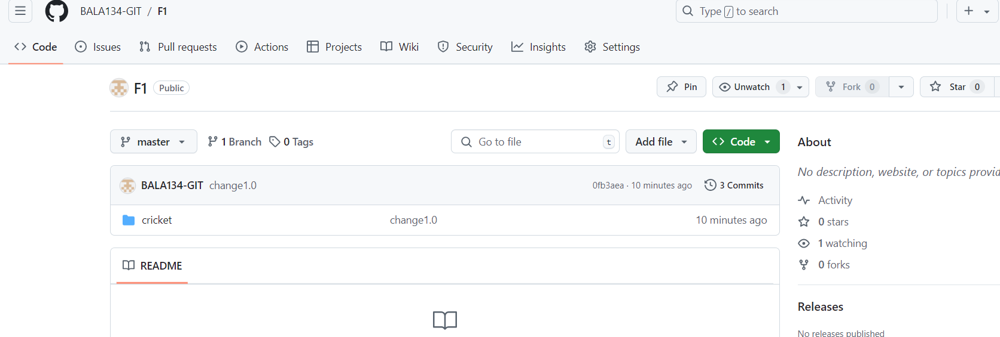 BALA134-GIT / F1
Type / to search
Code Issues Pull requests Actions Projects Wiki Security Insights Settings
F1 Public
Pin Unwatch 1 Fork 0 Star 0
master 1 Branch 0 Tags Go to file t Add file Code
About
No description, website, or topics
BALA134-GIT change1.0 0fb3aea · 10 minutes ago 3 Commits
cricket change1.0 10 minutes ago
Activity
0 stars
1 watching
0 forks
README
Releases
No releases published